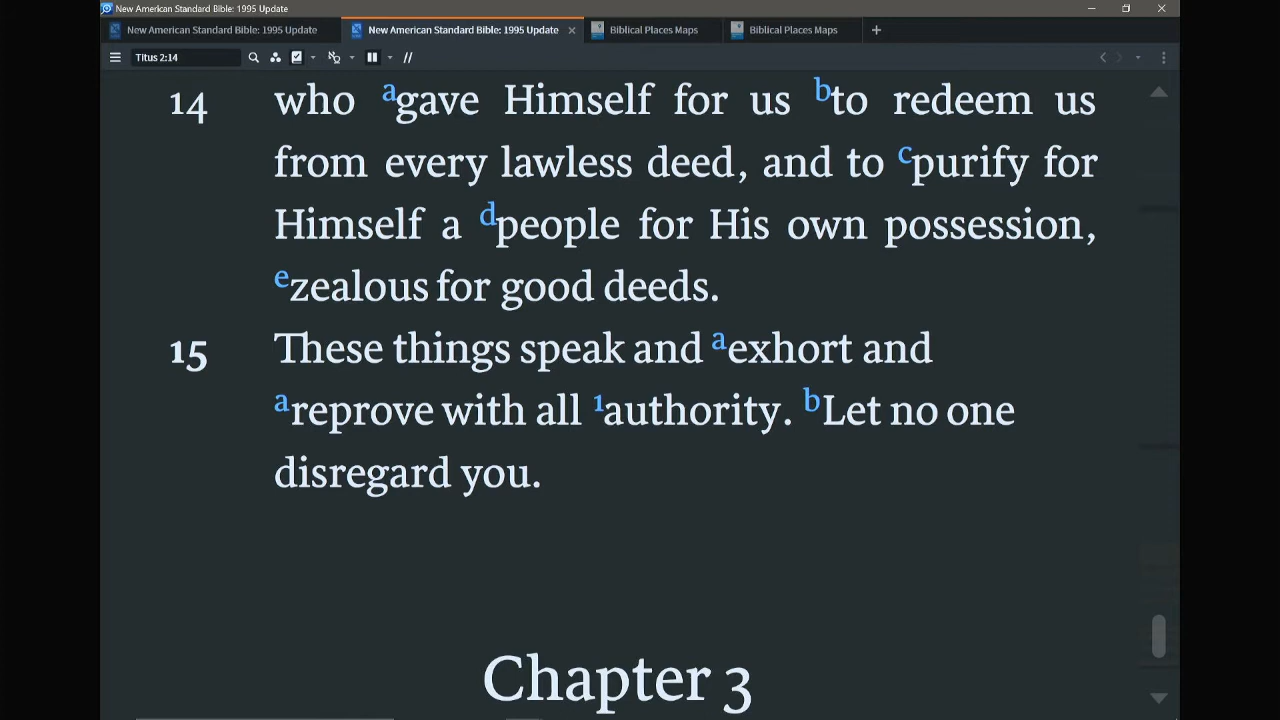 New American Standard Bible: 1995 Update
New American Standard Bible: 1995 Update New American Standard Bible: 1995 Update Biblical Places Maps Biblical Places Maps
Titus 2:14
14 who ᵃgave Himself for us ᵇto redeem us
from every lawless deed, and to ᶜpurify for
Himself a ᵈpeople for His own possession,
ᵉzealous for good deeds.
15 These things speak and ᵃexhort and
ᵃreprove with all ¹authority. ᵇLet no one
disregard you.
Chapter 3